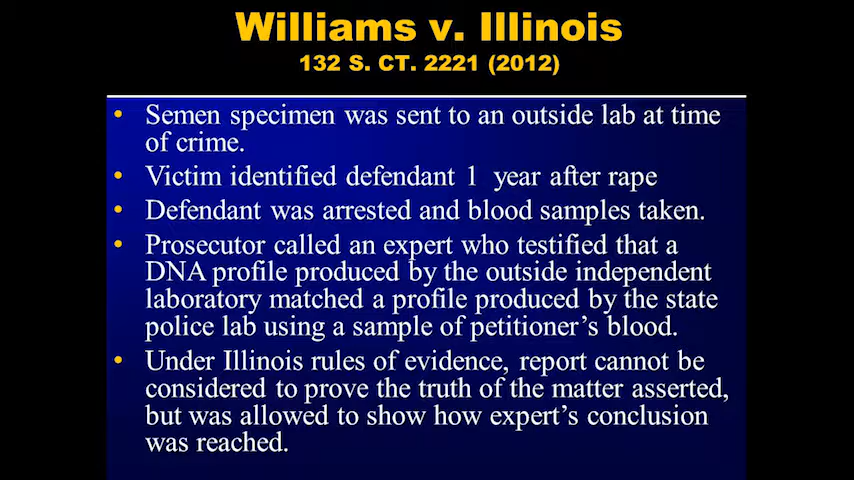 Williams v. Illinois
132 S. CT. 2221 (2012)
• Semen specimen was sent to an outside lab at time
of crime.
• Victim identified defendant 1 year after rape
• Defendant was arrested and blood samples taken.
• Prosecutor called an expert who testified that a
DNA profile produced by the outside independent
laboratory matched a profile produced by the state
police lab using a sample of petitioner’s blood.
• Under Illinois rules of evidence, report cannot be
considered to prove the truth of the matter asserted,
but was allowed to show how expert’s conclusion
was reached.